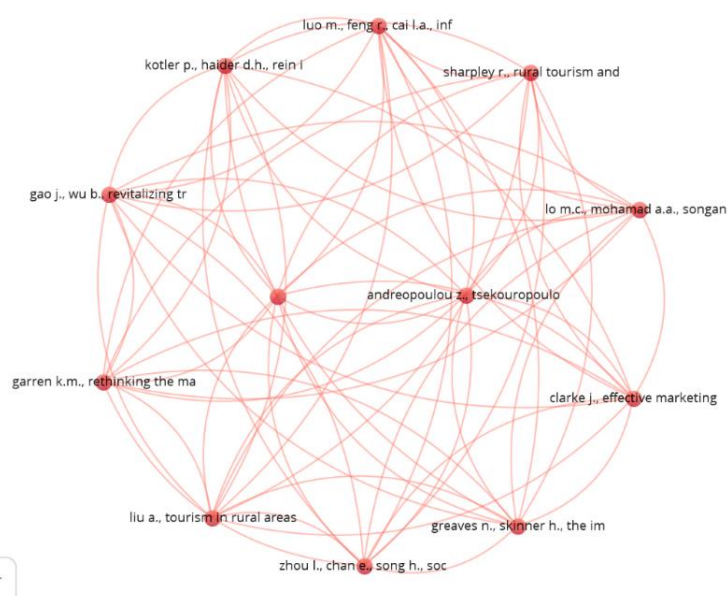 luo m., feng r., cai l.a., inf
kotler p., haider d.h., rein i
sharpley r., rural tourism and
gao j., wu b., revitalizing tr
lo m.c., mohamad a.a., songan
andreopoulou z., tsekouropoulo
garren k.m., rethinking the ma
clarke j., effective marketing
liu a., tourism in rural areas
greaves n., skinner h., the im
zhou l., chan e., song h., soc